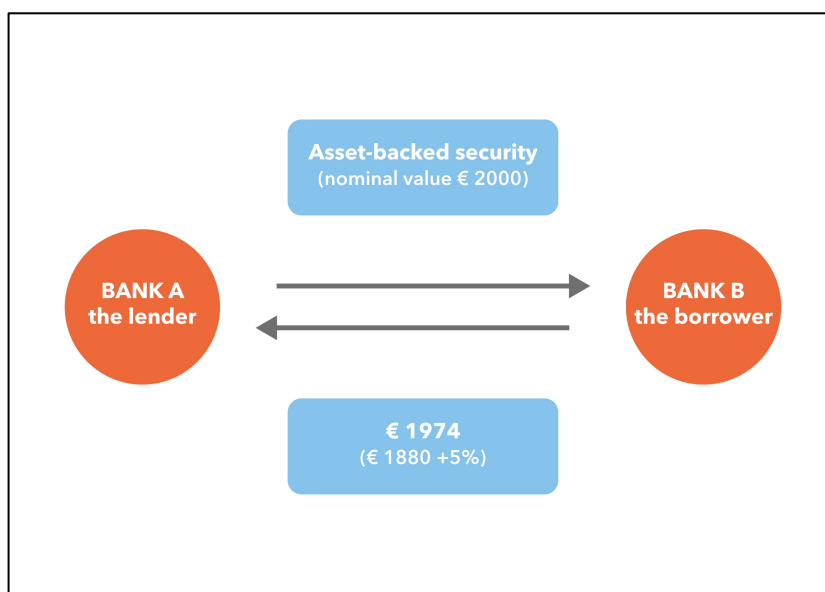 Asset-backed security
(nominal value € 2000)
BANK A
the lender
BANK B
the borrower
€ 1974
(€ 1880 +5%)